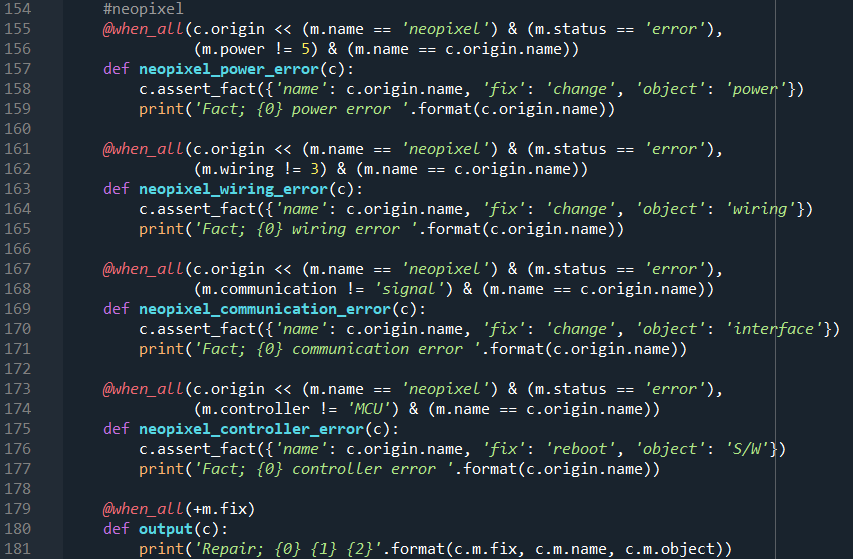 154 #neopixel
155 @when_all(c.origin << (m.name == 'neopixel') & (m.status == 'error'),
156 (m.power != 5) & (m.name == c.origin.name))
157 def neopixel_power_error(c):
158 c.assert_fact({'name': c.origin.name, 'fix': 'change', 'object': 'power'})
159 print('Fact; {0} power error '.format(c.origin.name))
160
161 @when_all(c.origin << (m.name == 'neopixel') & (m.status == 'error'),
162 (m.wiring != 3) & (m.name == c.origin.name))
163 def neopixel_wiring_error(c):
164 c.assert_fact({'name': c.origin.name, 'fix': 'change', 'object': 'wiring'})
165 print('Fact; {0} wiring error '.format(c.origin.name))
166
167 @when_all(c.origin << (m.name == 'neopixel') & (m.status == 'error'),
168 (m.communication != 'signal') & (m.name == c.origin.name))
169 def neopixel_communication_error(c):
170 c.assert_fact({'name': c.origin.name, 'fix': 'change', 'object': 'interface'})
171 print('Fact; {0} communication error '.format(c.origin.name))
172
173 @when_all(c.origin << (m.name == 'neopixel') & (m.status == 'error'),
174 (m.controller != 'MCU') & (m.name == c.origin.name))
175 def neopixel_controller_error(c):
176 c.assert_fact({'name': c.origin.name, 'fix': 'reboot', 'object': 'S/W'})
177 print('Fact; {0} controller error '.format(c.origin.name))
178
179 @when_all(+m.fix)
180 def output(c):
181 print('Repair; {0} {1} {2}'.format(c.m.fix, c.m.name, c.m.object))